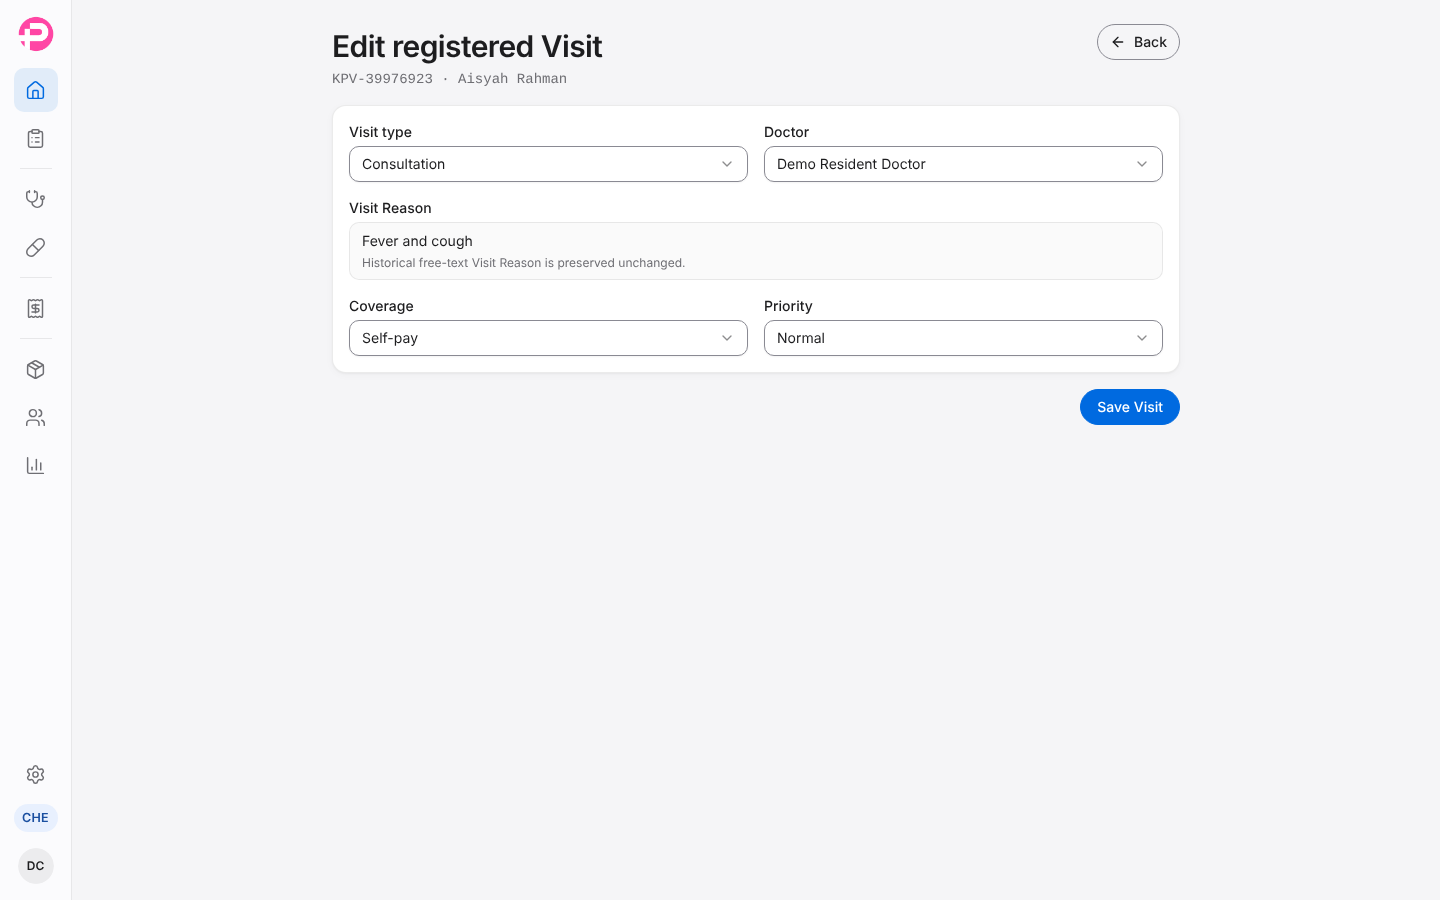 Edit registered Visit
Back
KPV-39976923 · Aisyah Rahman
Visit type
Doctor
Consultation
Demo Resident Doctor
Visit Reason
Fever and cough
Historical free-text Visit Reason is preserved unchanged.
Coverage
Priority
Self-pay
Normal
Save Visit
CHE
DC